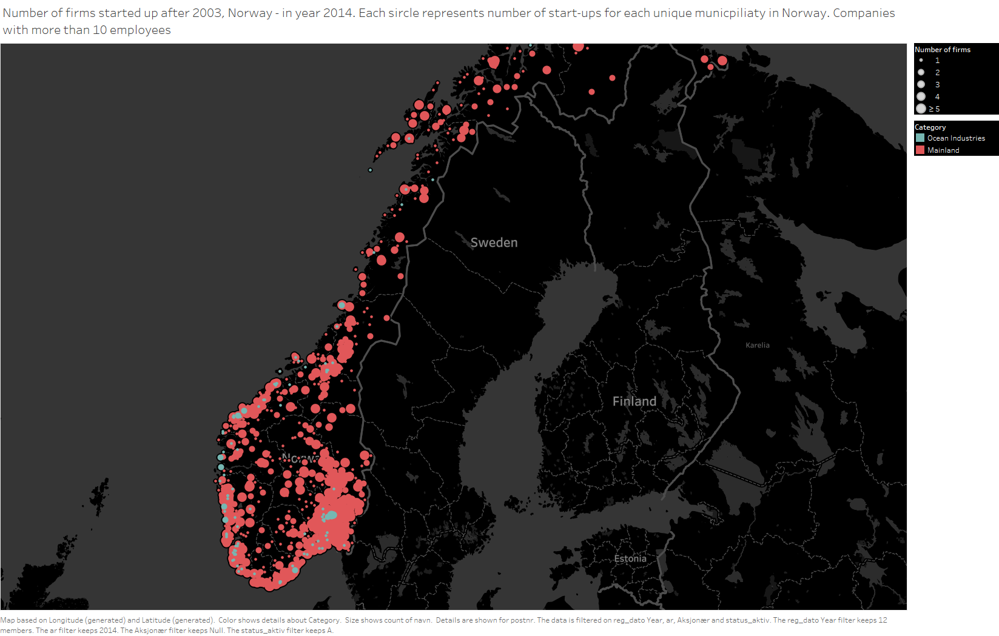 Number of firms started up after 2003, Norway - in year 2014. Each sircle represents number of start-ups for each unique municpiliaty in Norway. Companies
with more than 10 employees
Number of firms
1
2
3
4
≥ 5
Category
Ocean Industries
Mainland
Sweden
Karelia
Finland
Norwa
Estonia
Map based on Longitude (generated) and Latitude (generated). Color shows details about Category. Size shows count of navn. Details are shown for postnr. The data is filtered on reg_dato Year, ar, Aksjonær and status_aktiv. The reg_dato Year filter keeps 12
members. The ar filter keeps 2014. The Aksjonær filter keeps Null. The status_aktiv filter keeps A.